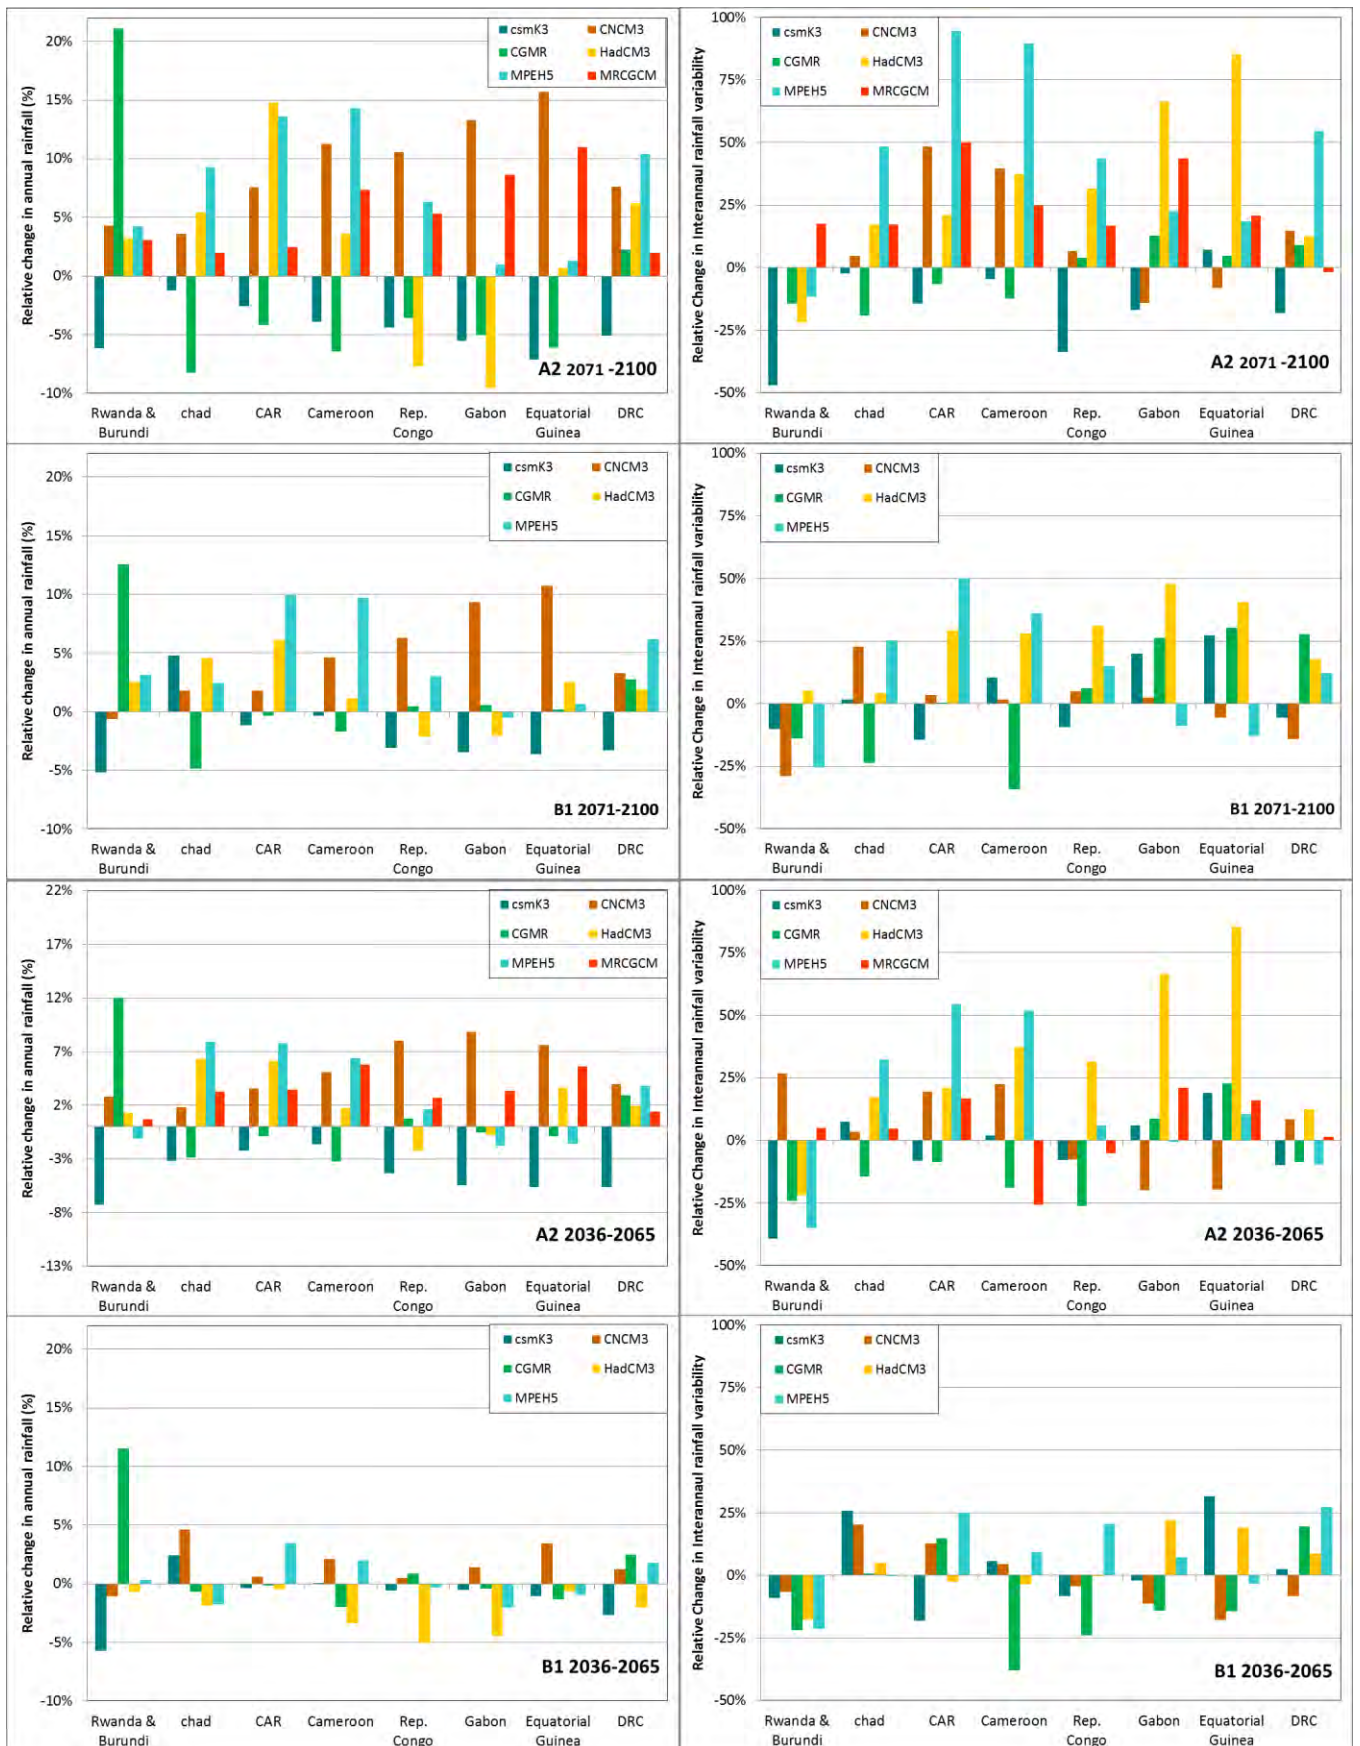 Relative change in annual rainfall (%)
20%
15%
10%
5%
0%
-5%
-10%
csmK3 CNCM3
CGMR HadCM3
MPEH5 MRCGCM
A2 2071 -2100
Rwanda & Burundi chad CAR Cameroon Rep. Congo Gabon Equatorial Guinea DRC
Relative Change in Interannaul rainfall variability
100%
75%
50%
25%
0%
-25%
-50%
csmK3 CNCM3
CGMR HadCM3
MPEH5 MRCGCM
A2 2071 -2100
Rwanda & Burundi chad CAR Cameroon Rep. Congo Gabon Equatorial Guinea DRC
Relative change in annual rainfall (%)
20%
15%
10%
5%
0%
-5%
-10%
csmK3 CNCM3
CGMR HadCM3
MPEH5
B1 2071-2100
Rwanda & Burundi chad CAR Cameroon Rep. Congo Gabon Equatorial Guinea DRC
Relative Change in Interannaul rainfall variability
100%
75%
50%
25%
0%
-25%
-50%
csmK3 CNCM3
CGMR HadCM3
MPEH5
B1 2071-2100
Rwanda & Burundi chad CAR Cameroon Rep. Congo Gabon Equatorial Guinea DRC
Relative change in annual rainfall (%)
22%
17%
12%
7%
2%
-3%
-8%
-13%
csmK3 CNCM3
CGMR HadCM3
MPEH5 MRCGCM
A2 2036-2065
Rwanda & Burundi chad CAR Cameroon Rep. Congo Gabon Equatorial Guinea DRC
Relative Change in Interannaul rainfall variability
100%
75%
50%
25%
0%
-25%
-50%
csmK3 CNCM3
CGMR HadCM3
MPEH5 MRCGCM
A2 2036-2065
Rwanda & Burundi chad CAR Cameroon Rep. Congo Gabon Equatorial Guinea DRC
Relative change in annual rainfall (%)
20%
15%
10%
5%
0%
-5%
-10%
csmK3 CNCM3
CGMR HadCM3
MPEH5
B1 2036-2065
Rwanda & Burundi chad CAR Cameroon Rep. Congo Gabon Equatorial Guinea DRC
Relative Change in Interannaul rainfall variability
100%
75%
50%
25%
0%
-25%
-50%
csmK3 CNCM3
CGMR HadCM3
MPEH5
B1 2036-2065
Rwanda & Burundi chad CAR Cameroon Rep. Congo Gabon Equatorial Guinea DRC